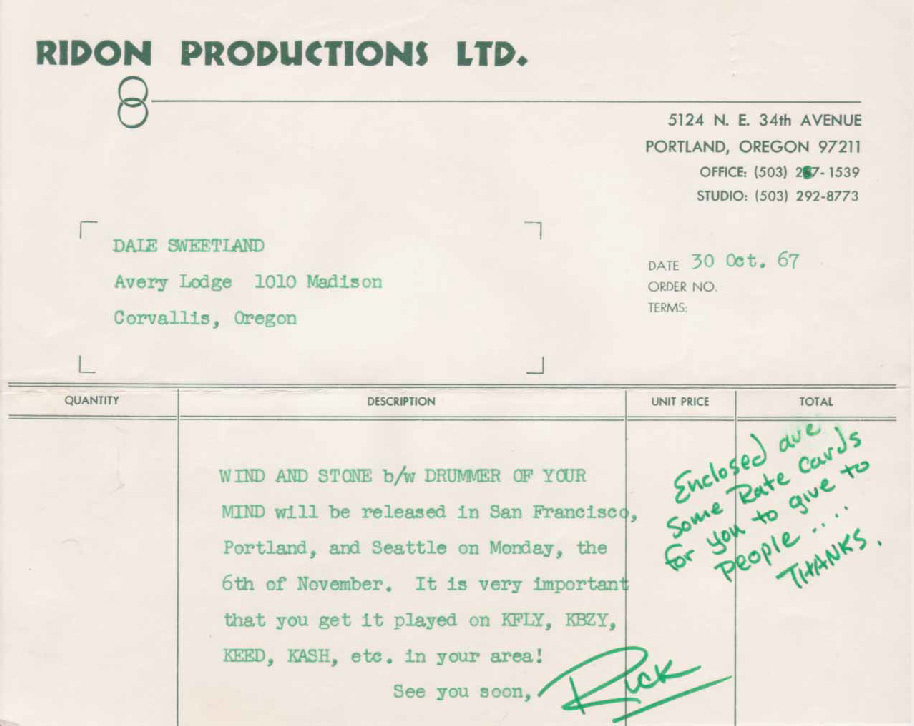 RIDON PRODUCTIONS LTD.
5124 N. E. 34th AVENUE
PORTLAND, OREGON 97211
OFFICE: (503) 287-1539
STUDIO: (503) 292-8773
DALE SWEETLAND
Avery Lodge 1010 Madison
Corvallis, Oregon
DATE 30 Oct. 67
ORDER NO.
TERMS:
QUANTITY DESCRIPTION UNIT PRICE TOTAL
WIND AND STONE b/w DRUMMER OF YOUR
MIND will be released in San Francisco,
Portland, and Seattle on Monday, the
6th of November. It is very important
that you get it played on KFLY, KBZY,
KEED, KASH, etc. in your area!
See you soon,
Rick
Enclosed are
Some Rate Cards
for you to give to
People . . . .
THANKS.